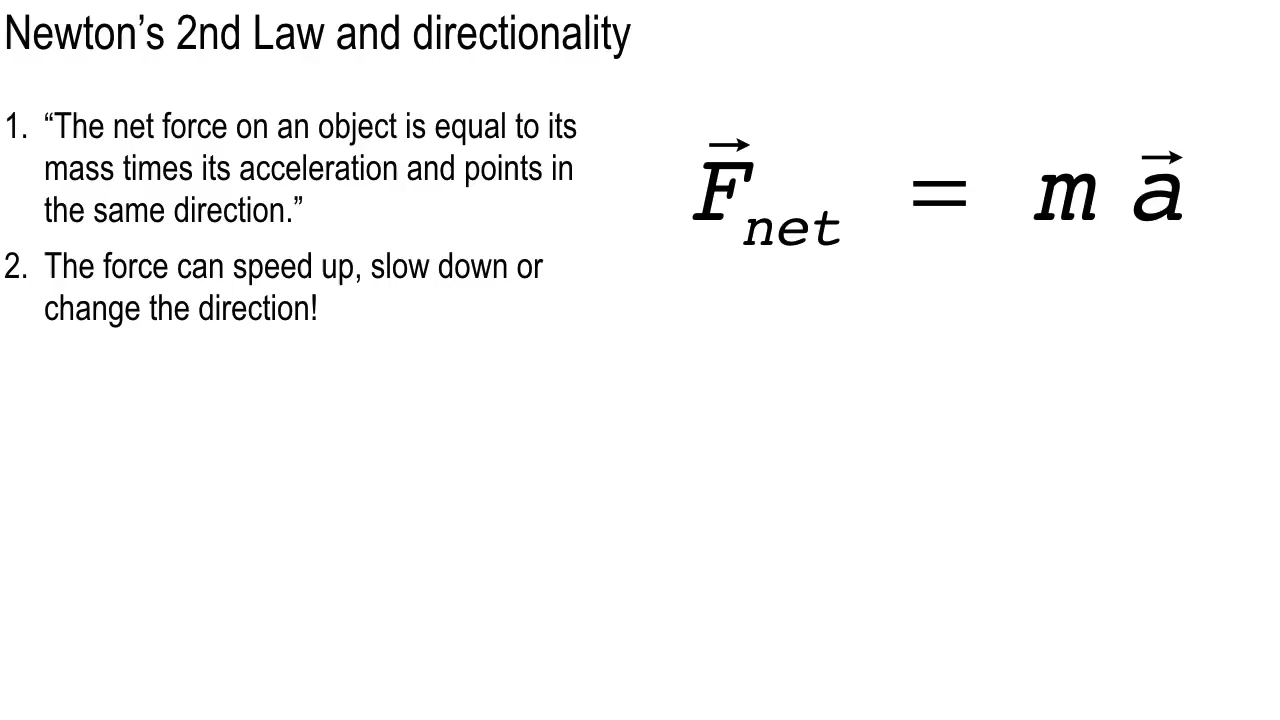 Newton’s 2nd Law and directionality
1. “The net force on an object is equal to its
mass times its acceleration and points in
the same direction.”
2. The force can speed up, slow down or
change the direction!
F⃗net = m a⃗